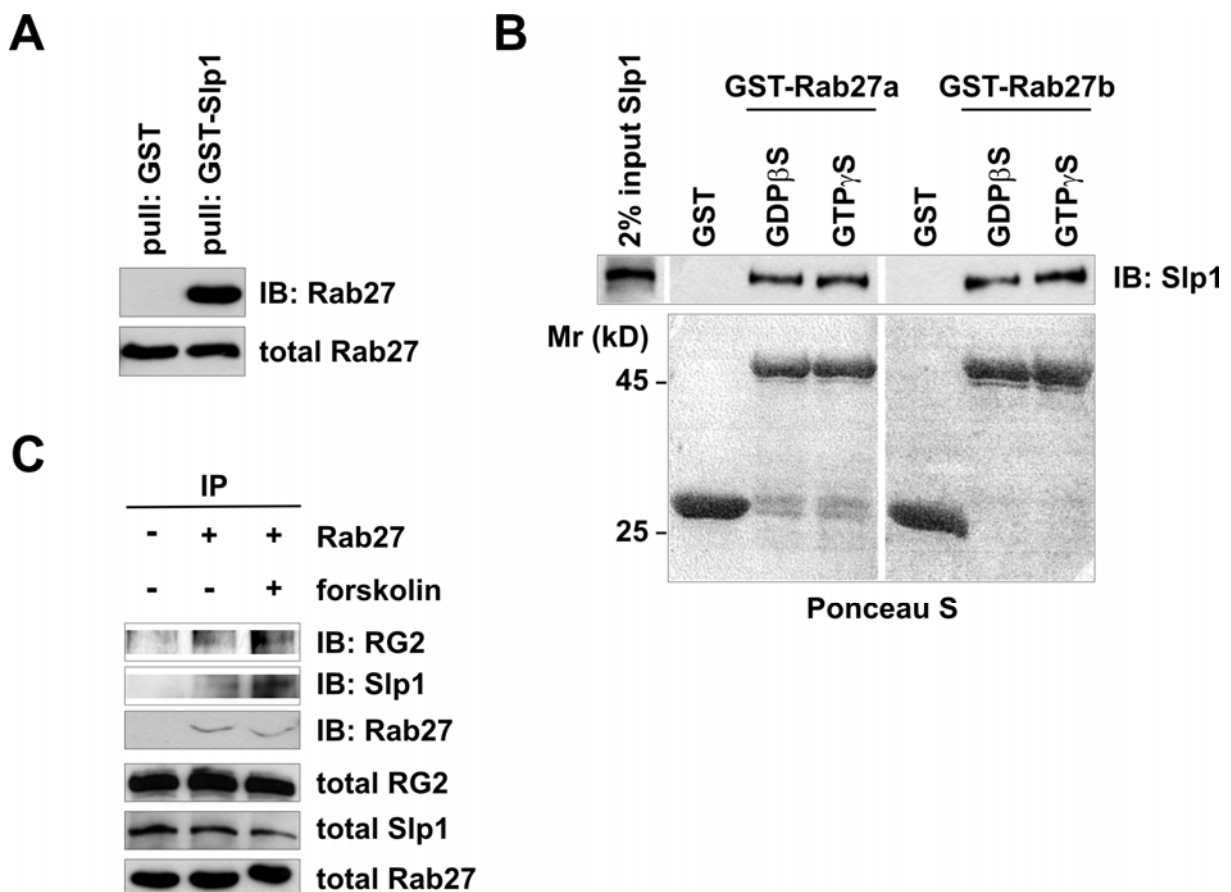 A
pull: GST
pull: GST-Slp1
IB: Rab27
total Rab27
B
2% input Slp1
GST-Rab27a
GST-Rab27b
GST
GDPβS
GTPγS
GST
GDPβS
GTPγS
IB: Slp1
Mr (kD)
45
25
Ponceau S
C
IP
- + + Rab27
- - + forskolin
IB: RG2
IB: Slp1
IB: Rab27
total RG2
total Slp1
total Rab27